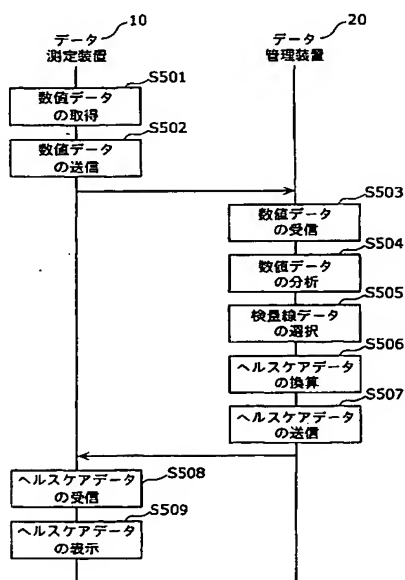 10
データ
測定装置
20
データ
管理装置
S501
数値データ
の取得
S502
数値データ
の送信
S503
数値データ
の受信
S504
数値データ
の分析
S505
検量線データ
の選択
S506
ヘルスケアデータ
の換算
S507
ヘルスケアデータ
の送信
S508
ヘルスケアデータ
の受信
S509
ヘルスケアデータ
の表示